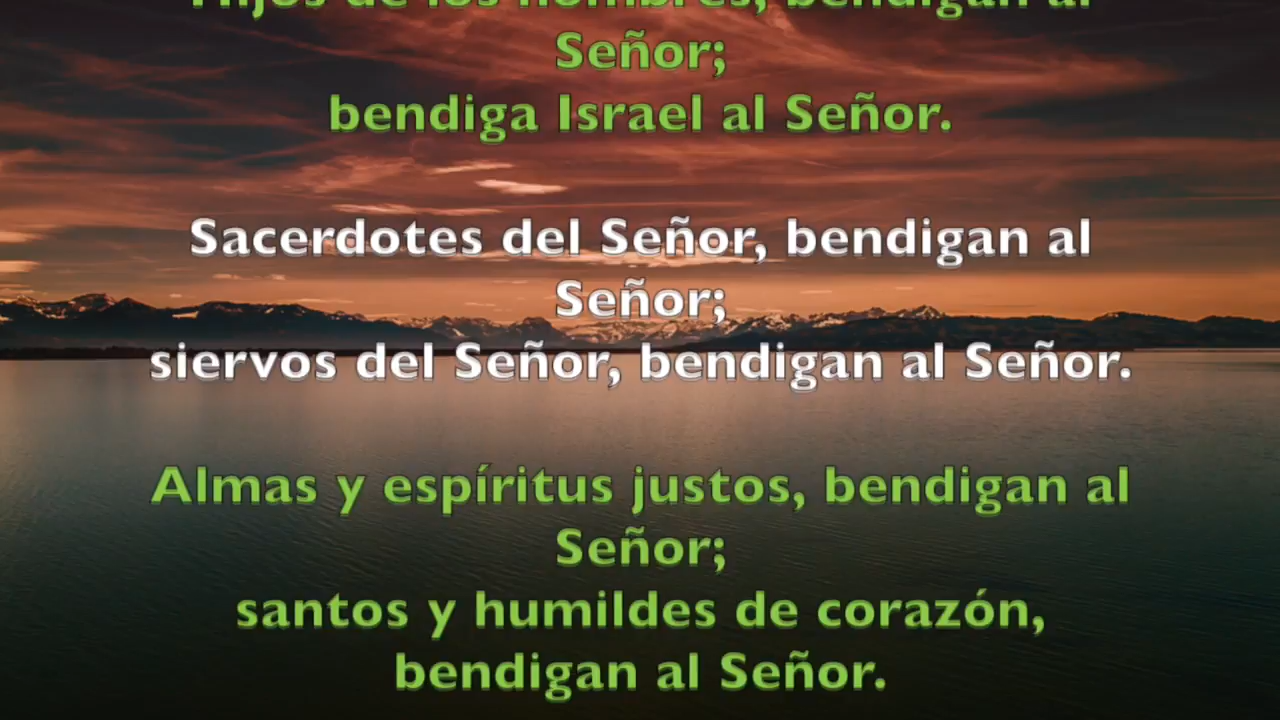 Hijos de los hombres, bendigan al
Señor;
bendiga Israel al Señor.
Sacerdotes del Señor, bendigan al
Señor;
siervos del Señor, bendigan al Señor.
Almas y espíritus justos, bendigan al
Señor;
santos y humildes de corazón,
bendigan al Señor.